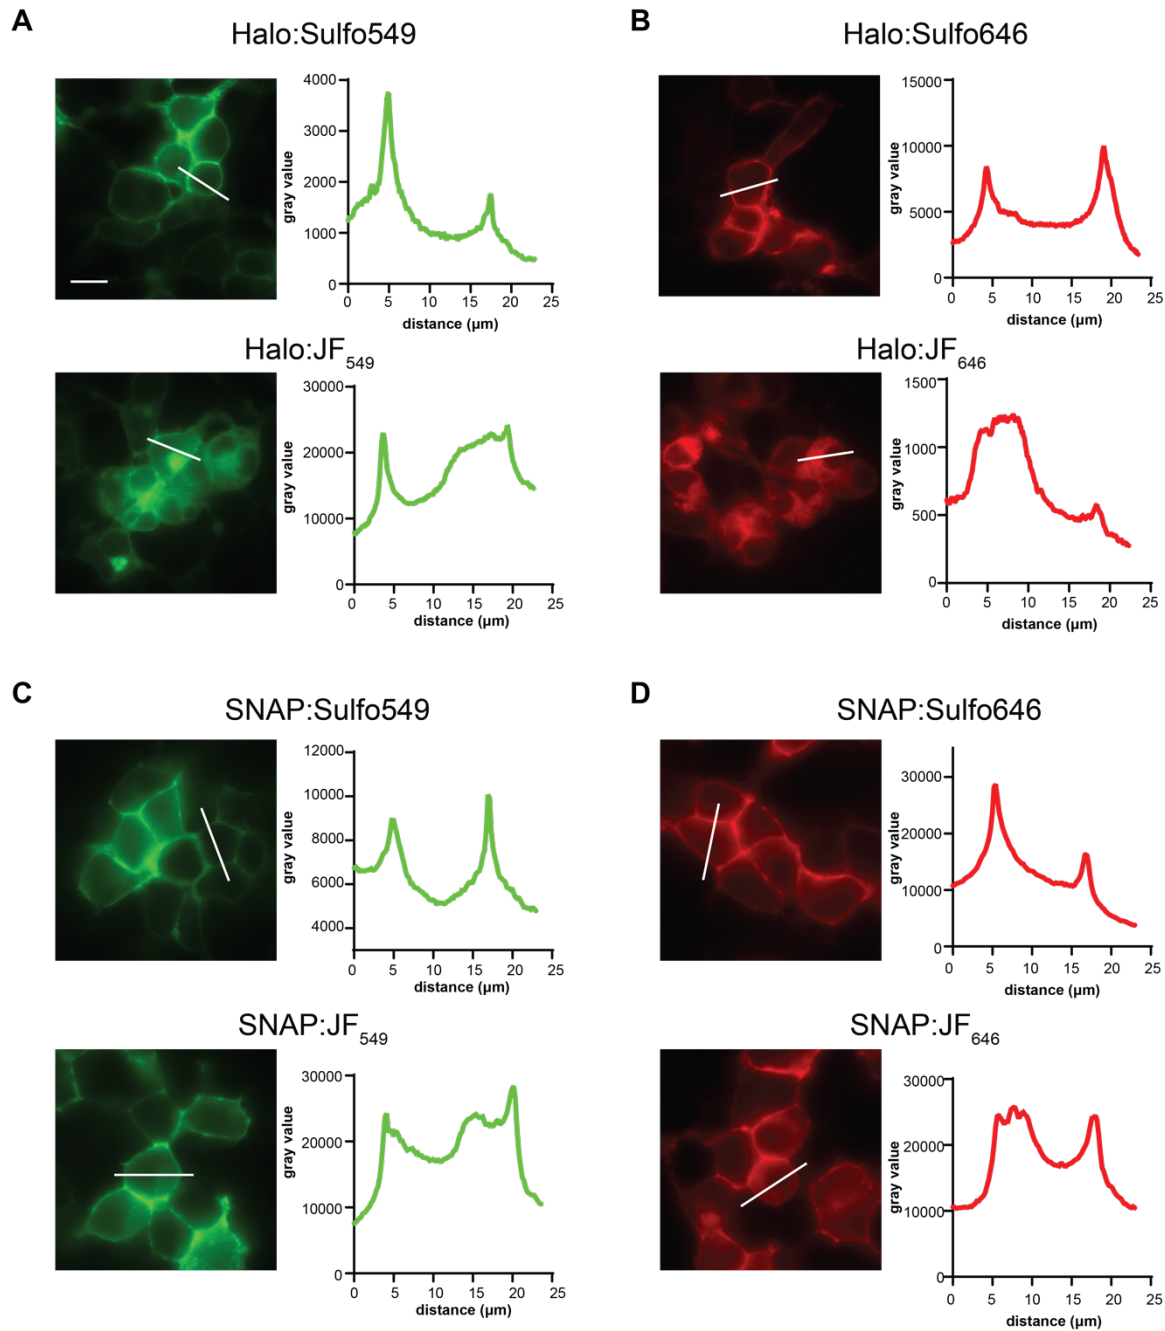 A
Halo:Sulfo549
4000
3000
2000
1000
0
gray value
0 5 10 15 20 25
distance (µm)
Halo:JF549
30000
20000
10000
0
gray value
0 5 10 15 20 25
distance (µm)
B
Halo:Sulfo646
15000
10000
5000
0
gray value
0 5 10 15 20 25
distance (µm)
Halo:JF646
1500
1000
500
0
gray value
0 5 10 15 20 25
distance (µm)
C
SNAP:Sulfo549
12000
10000
8000
6000
4000
gray value
0 5 10 15 20 25
distance (µm)
SNAP:JF549
30000
20000
10000
0
gray value
0 5 10 15 20 25
distance (µm)
D
SNAP:Sulfo646
30000
20000
10000
0
gray value
0 5 10 15 20 25
distance (µm)
SNAP:JF646
30000
20000
10000
0
gray value
0 5 10 15 20 25
distance (µm)